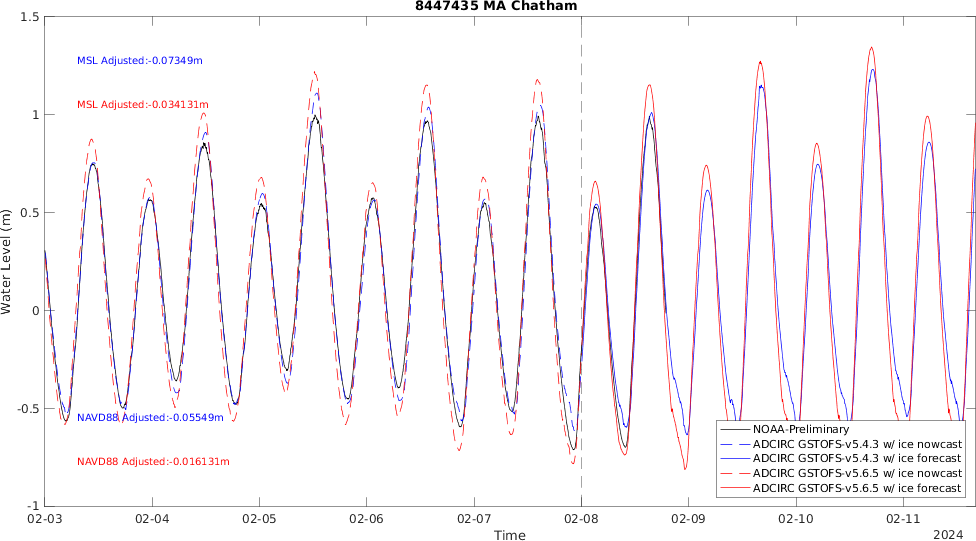 8447435 MA Chatham
1.5
1
0.5
0
-0.5
-1
Water Level (m)
MSL Adjusted:-0.07349m
MSL Adjusted:-0.034131m
NAVD88 Adjusted:-0.05549m
NAVD88 Adjusted:-0.016131m
NOAA-Preliminary
ADCIRC GSTOFS-v5.4.3 w/ ice nowcast
ADCIRC GSTOFS-v5.4.3 w/ ice forecast
ADCIRC GSTOFS-v5.6.5 w/ ice nowcast
ADCIRC GSTOFS-v5.6.5 w/ ice forecast
02-03 02-04 02-05 02-06 02-07 02-08 02-09 02-10 02-11
Time
2024